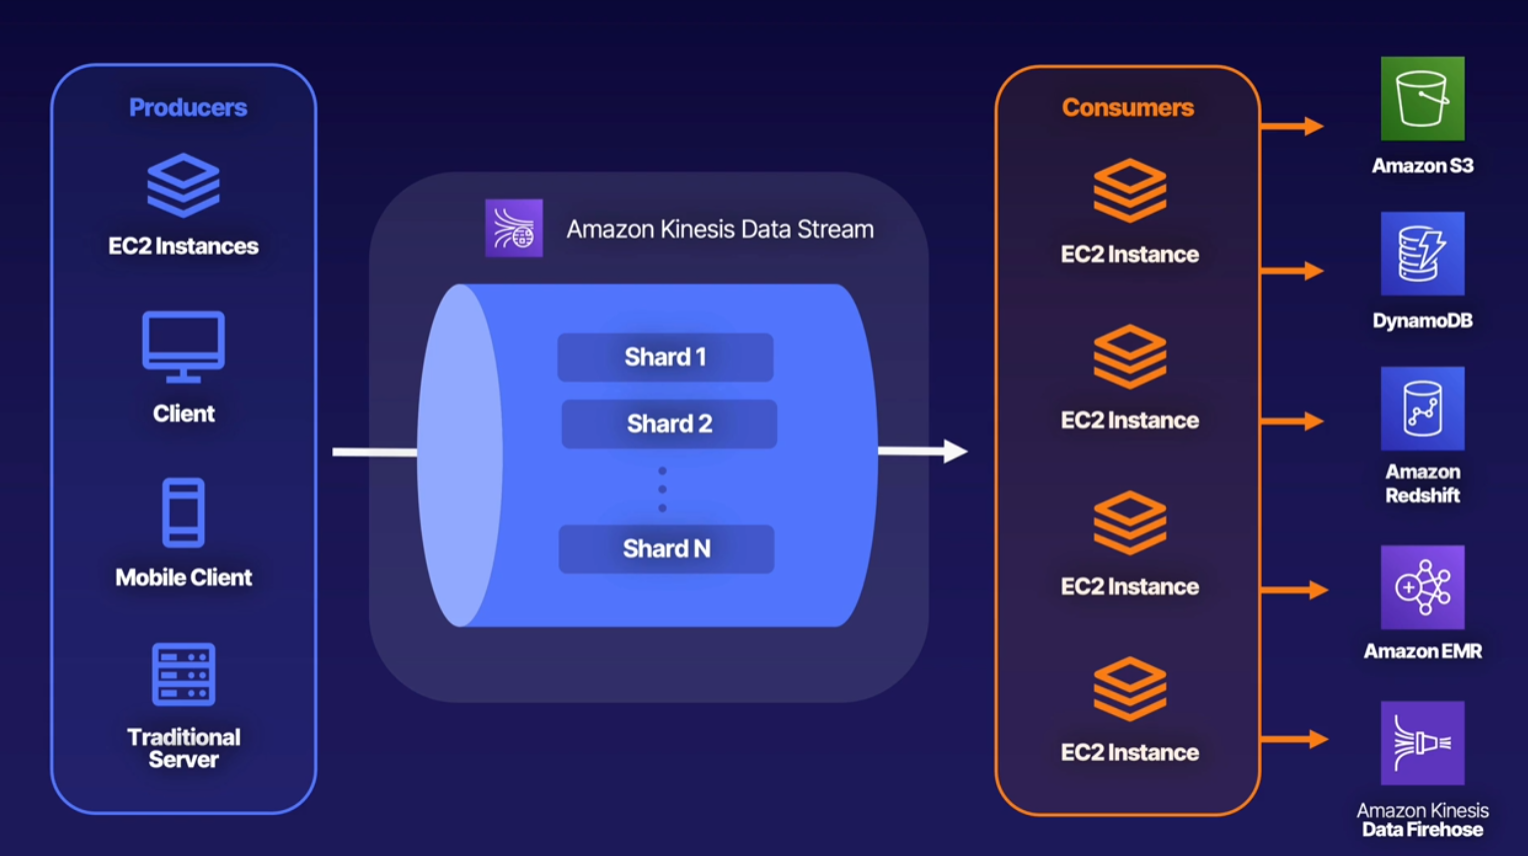 Producers
EC2 Instances
Client
Mobile Client
Traditional
Server
Amazon Kinesis Data Stream
Shard 1
Shard 2
Shard N
Consumers
EC2 Instance
EC2 Instance
EC2 Instance
EC2 Instance
Amazon S3
DynamoDB
Amazon
Redshift
Amazon EMR
Amazon Kinesis
Data Firehose